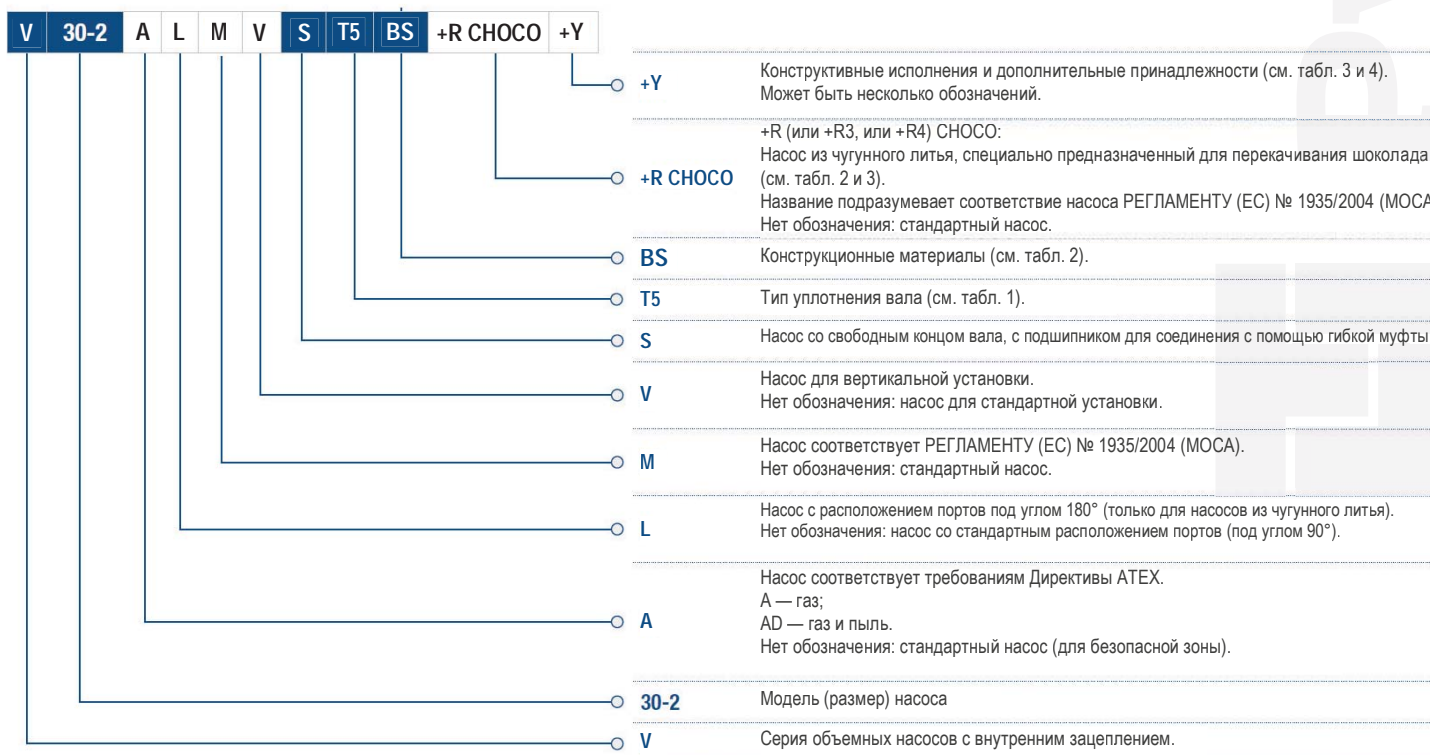 V 30-2 A L M V S T5 BS +R CHOCO +Y
+Y Конструктивные исполнения и дополнительные принадлежности (см. табл. 3 и 4).
Может быть несколько обозначений.
+R (или +R3, или +R4) CHOCO:
Насос из чугунного литья, специально предназначенный для перекачивания шоколада
+R CHOCO (см. табл. 2 и 3).
Название подразумевает соответствие насоса РЕГЛАМЕНТУ (ЕС) № 1935/2004 (МОСА
Нет обозначения: стандартный насос.
BS Конструкционные материалы (см. табл. 2).
T5 Тип уплотнения вала (см. табл. 1).
S Насос со свободным концом вала, с подшипником для соединения с помощью гибкой муфты
V Насос для вертикальной установки.
Нет обозначения: насос для стандартной установки.
M Насос соответствует РЕГЛАМЕНТУ (ЕС) № 1935/2004 (МОСА).
Нет обозначения: стандартный насос.
L Насос с расположением портов под углом 180° (только для насосов из чугунного литья).
Нет обозначения: насос со стандартным расположением портов (под углом 90°).
Насос соответствует требованиям Директивы ATEX.
A — газ;
A AD — газ и пыль.
Нет обозначения: стандартный насос (для безопасной зоны).
30-2 Модель (размер) насоса
V Серия объемных насосов с внутренним зацеплением.